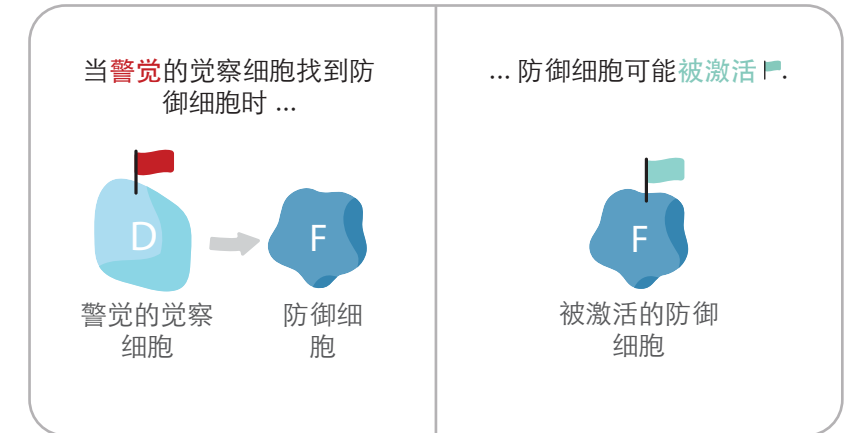 当警觉的觉察细胞找到防
御细胞时 ...
... 防御细胞可能被激活.
D
F
警觉的觉察
细胞
防御细
胞
F
被激活的防御
细胞